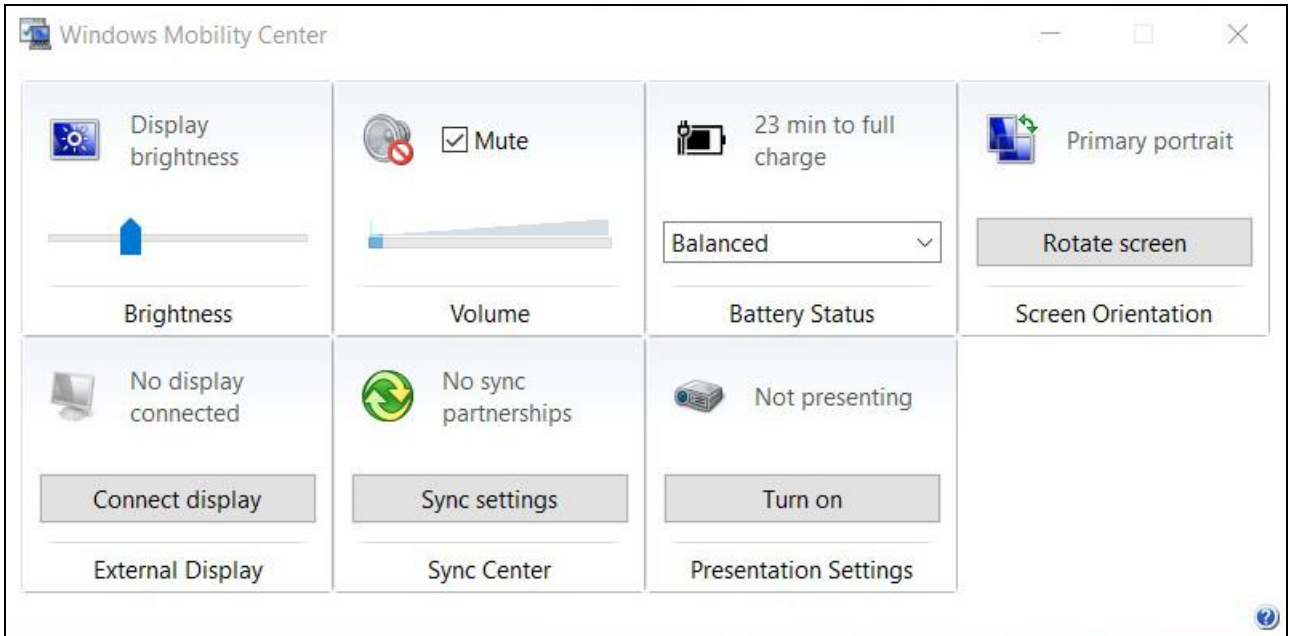 Windows Mobility Center
Display
brightness
Brightness
Mute
Volume
23 min to full
charge
Balanced
Battery Status
Primary portrait
Rotate screen
Screen Orientation
No display
connected
Connect display
External Display
No sync
partnerships
Sync settings
Sync Center
Not presenting
Turn on
Presentation Settings
?